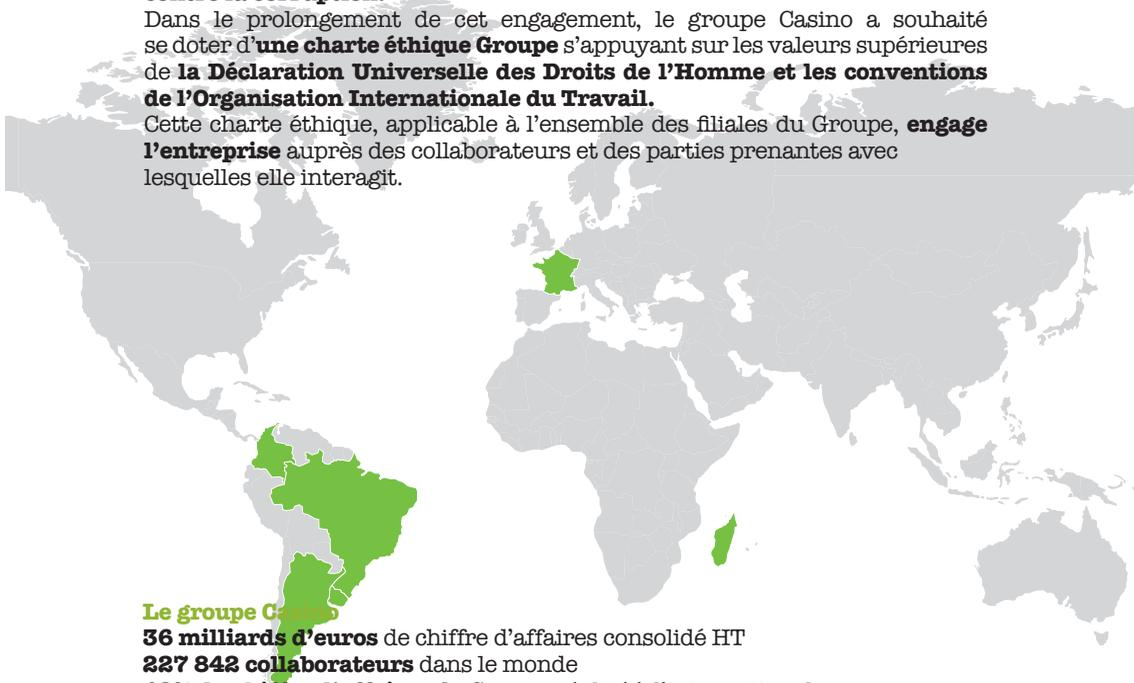 Dans le prolongement de cet engagement, le groupe Casino a souhaité
se doter d’une charte éthique Groupe s’appuyant sur les valeurs supérieures
de la Déclaration Universelle des Droits de l’Homme et les conventions
de l’Organisation Internationale du Travail.
Cette charte éthique, applicable à l’ensemble des filiales du Groupe, engage
l’entreprise auprès des collaborateurs et des parties prenantes avec
lesquelles elle interagit.
Le groupe Casino
36 milliards d’euros de chiffre d’affaires consolidé HT
227 842 collaborateurs dans le monde